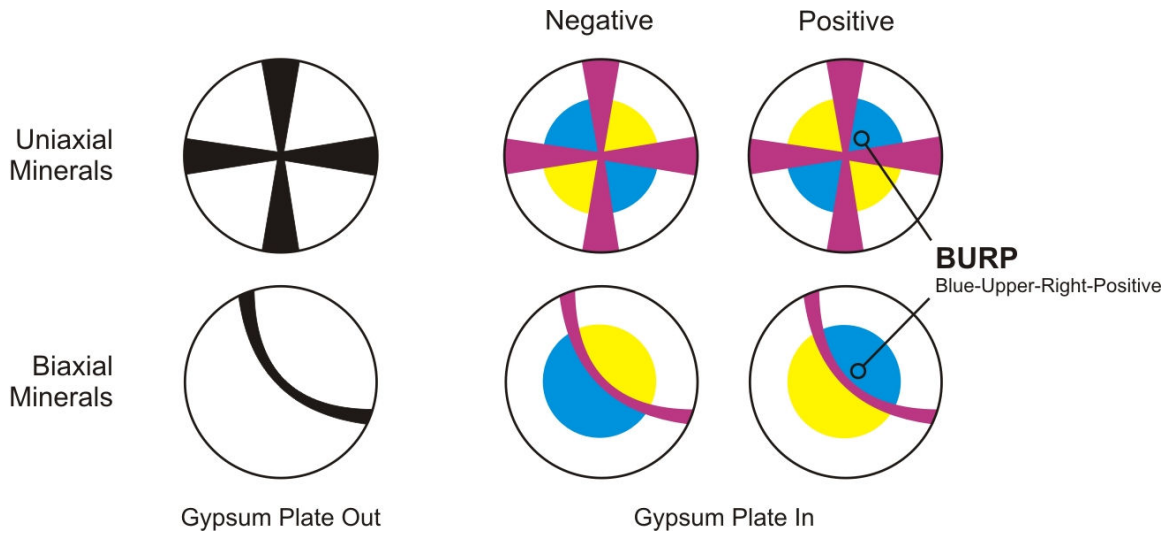 Negative
Positive
Uniaxial
Minerals
BURP
Blue-Upper-Right-Positive
Biaxial
Minerals
Gypsum Plate Out
Gypsum Plate In